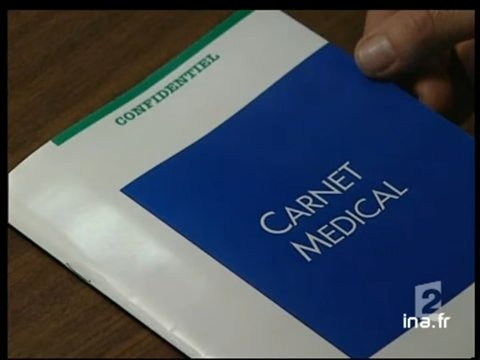 CONFIDENTIEL
CARNET
MEDICAL
2
ina.fr